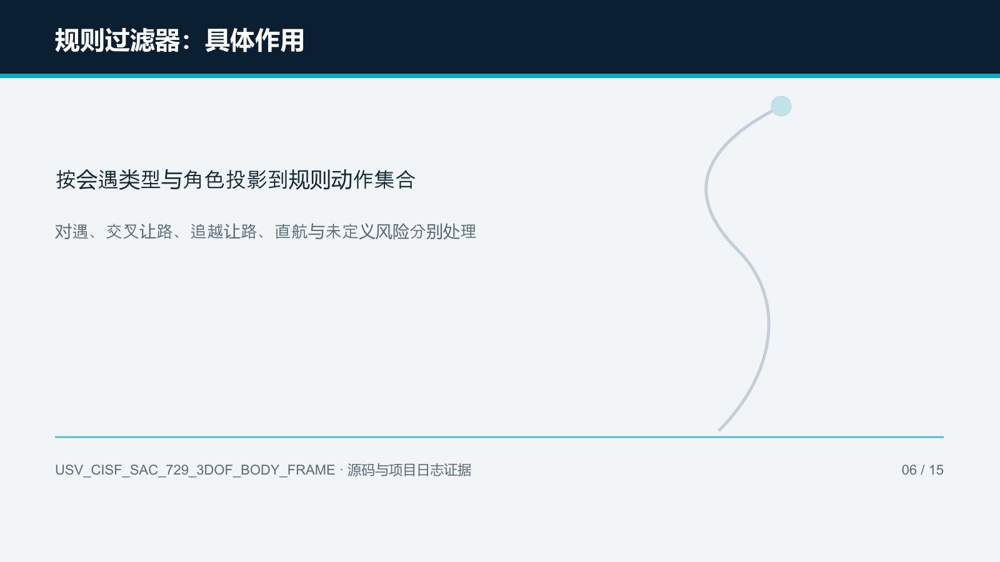 规则过滤器：具体作用
按会遇类型与角色投影到规则动作集合
对遇、交叉让路、追越让路、直航与未定义风险分别处理
USV_CISF_SAC_729_3DOF_BODY_FRAME · 源码与项目日志证据
06 / 15